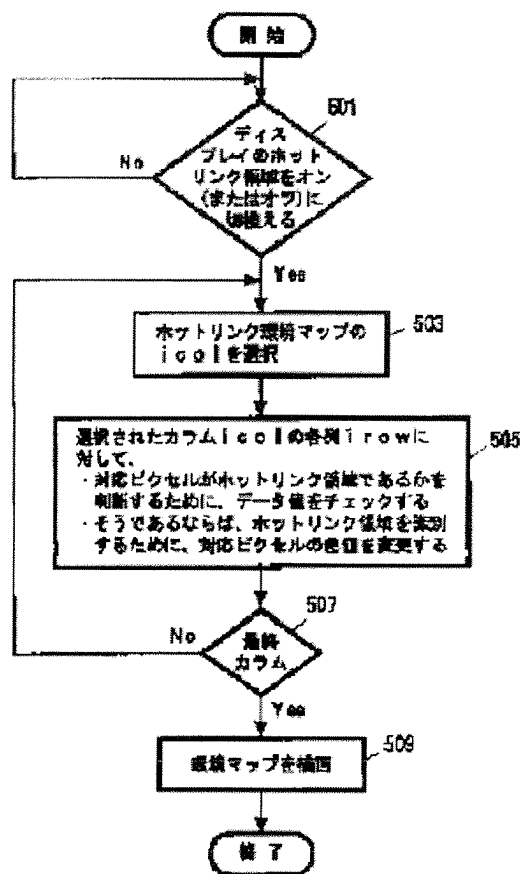 開始
501
ディス
プレイのホット
リンク領域をオン
(またはオフ)に
切換える
No
Yes
503
ホットリンク環境マップの
icolを選択
505
選択されたカラムicolの各列irowに
対して、
・対応ピクセルがホットリンク領域であるかを
判断するために、データ値をチェックする
・そうであるならば、ホットリンク領域を識別
するために、対応ピクセルの色値を変更する
507
No
最終
カラム
Yes
509
環境マップを描画
終了